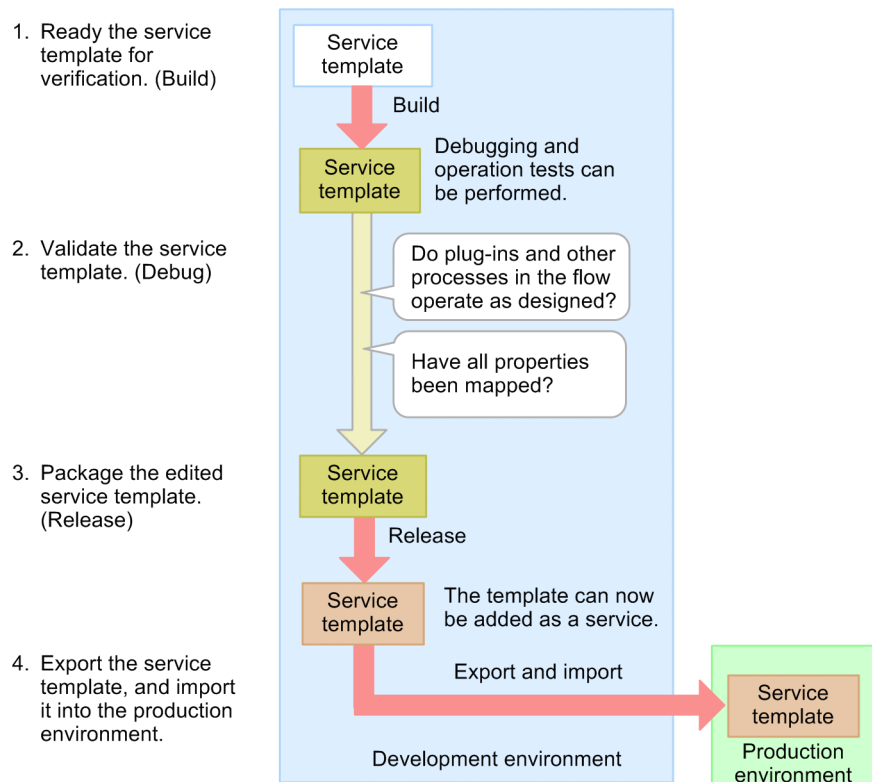 1. Ready the service
template for
verification. (Build)
Service
template
Build
Service
template
Debugging and
operation tests can
be performed.
2. Validate the service
template. (Debug)
Do plug-ins and other
processes in the flow
operate as designed?
Have all properties
been mapped?
3. Package the edited
service template.
(Release)
Service
template
Release
Service
template
The template can now
be added as a service.
4. Export the service
template, and import
it into the production
environment.
Export and import
Service
template
Development environment
Production
environment